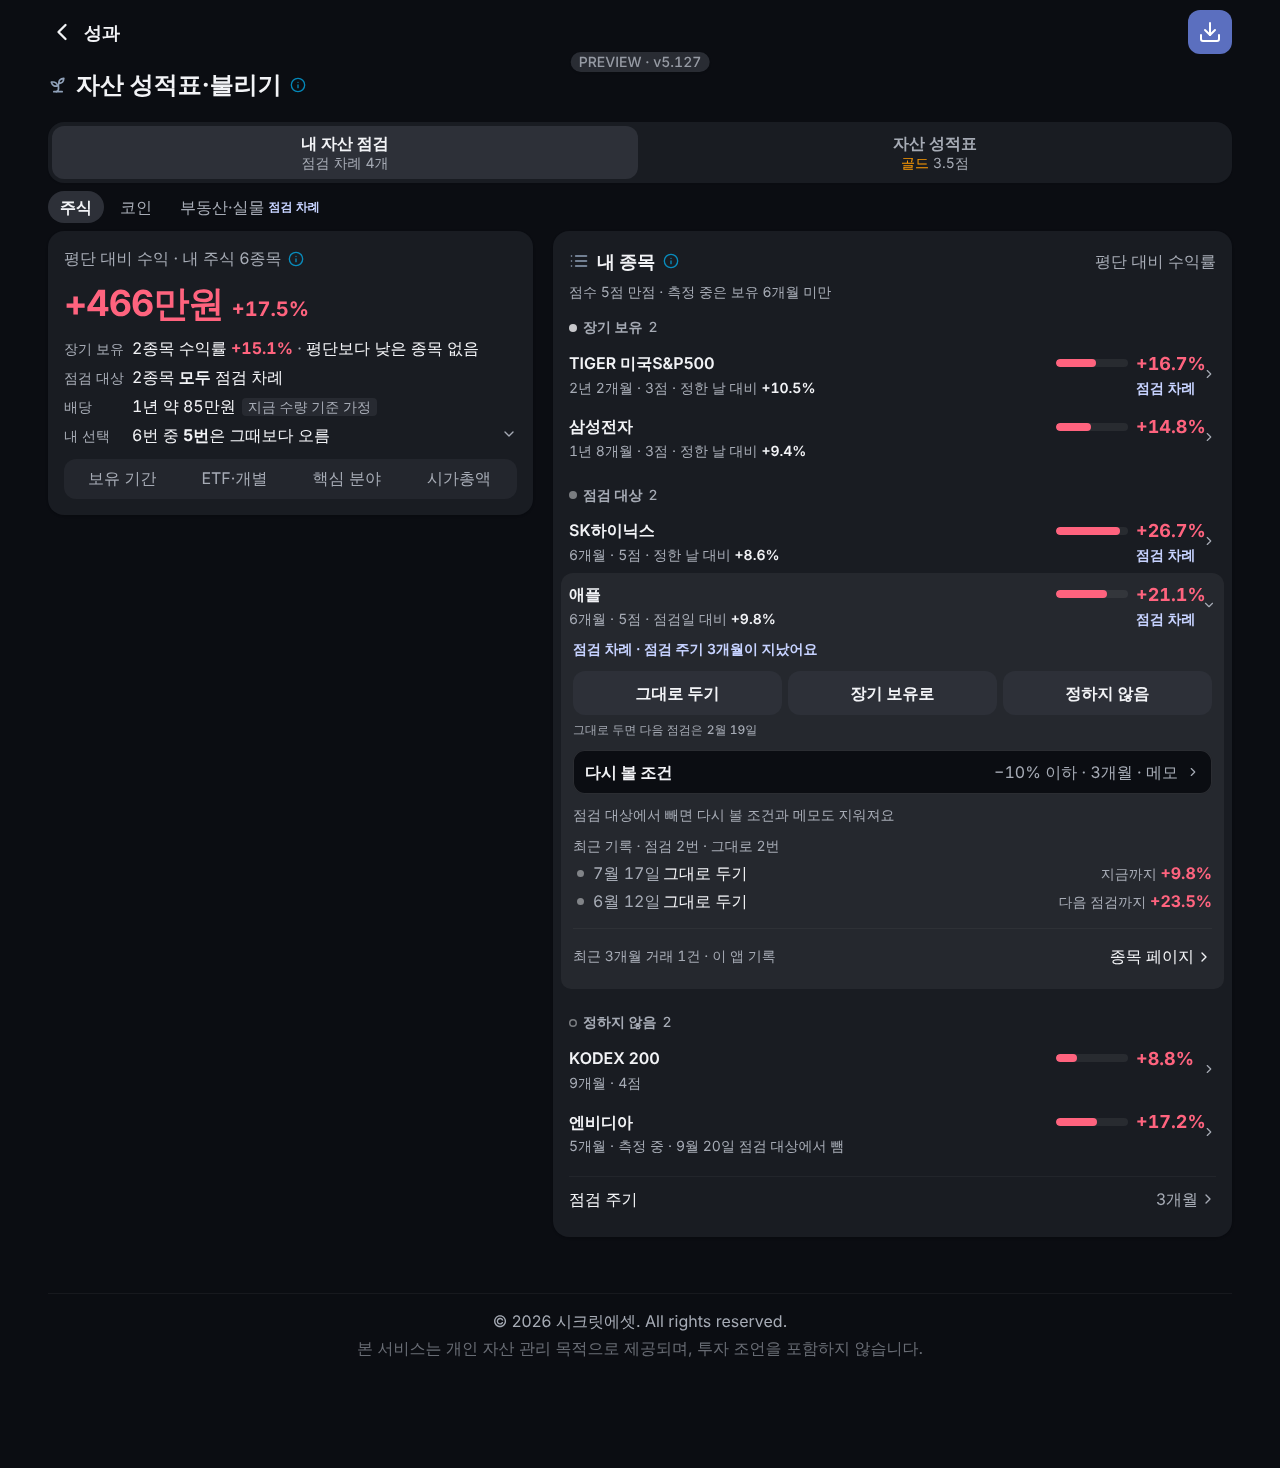 성과
PREVIEW · v5.127
자산 성적표·불리기
내 자산 점검
점검 차례 4개
자산 성적표
골드 3.5점
주식
코인
부동산·실물 점검 차례
평단 대비 수익 · 내 주식 6종목
+466만원 +17.5%
장기 보유 2종목 수익률 +15.1% · 평단보다 낮은 종목 없음
점검 대상 2종목 모두 점검 차례
배당 1년 약 85만원 지금 수량 기준 가정
내 선택 6번 중 5번은 그때보다 오름
보유 기간 ETF·개별 핵심 분야 시가총액
내 종목 평단 대비 수익률
점수 5점 만점 · 측정 중은 보유 6개월 미만
장기 보유 2
TIGER 미국S&P500 +16.7%
2년 2개월 · 3점 · 정한 날 대비 +10.5% 점검 차례
삼성전자 +14.8%
1년 8개월 · 3점 · 정한 날 대비 +9.4%
점검 대상 2
SK하이닉스 +26.7%
6개월 · 5점 · 정한 날 대비 +8.6% 점검 차례
애플 +21.1%
6개월 · 5점 · 점검일 대비 +9.8% 점검 차례
점검 차례 · 점검 주기 3개월이 지났어요
그대로 두기 장기 보유로 정하지 않음
그대로 두면 다음 점검은 2월 19일
다시 볼 조건 −10% 이하 · 3개월 · 메모
점검 대상에서 빼면 다시 볼 조건과 메모도 지워져요
최근 기록 · 점검 2번 · 그대로 2번
7월 17일 그대로 두기 지금까지 +9.8%
6월 12일 그대로 두기 다음 점검까지 +23.5%
최근 3개월 거래 1건 · 이 앱 기록 종목 페이지
정하지 않음 2
KODEX 200 +8.8%
9개월 · 4점
엔비디아 +17.2%
5개월 · 측정 중 · 9월 20일 점검 대상에서 뺌
점검 주기 3개월
© 2026 시크릿에셋. All rights reserved.
본 서비스는 개인 자산 관리 목적으로 제공되며, 투자 조언을 포함하지 않습니다.